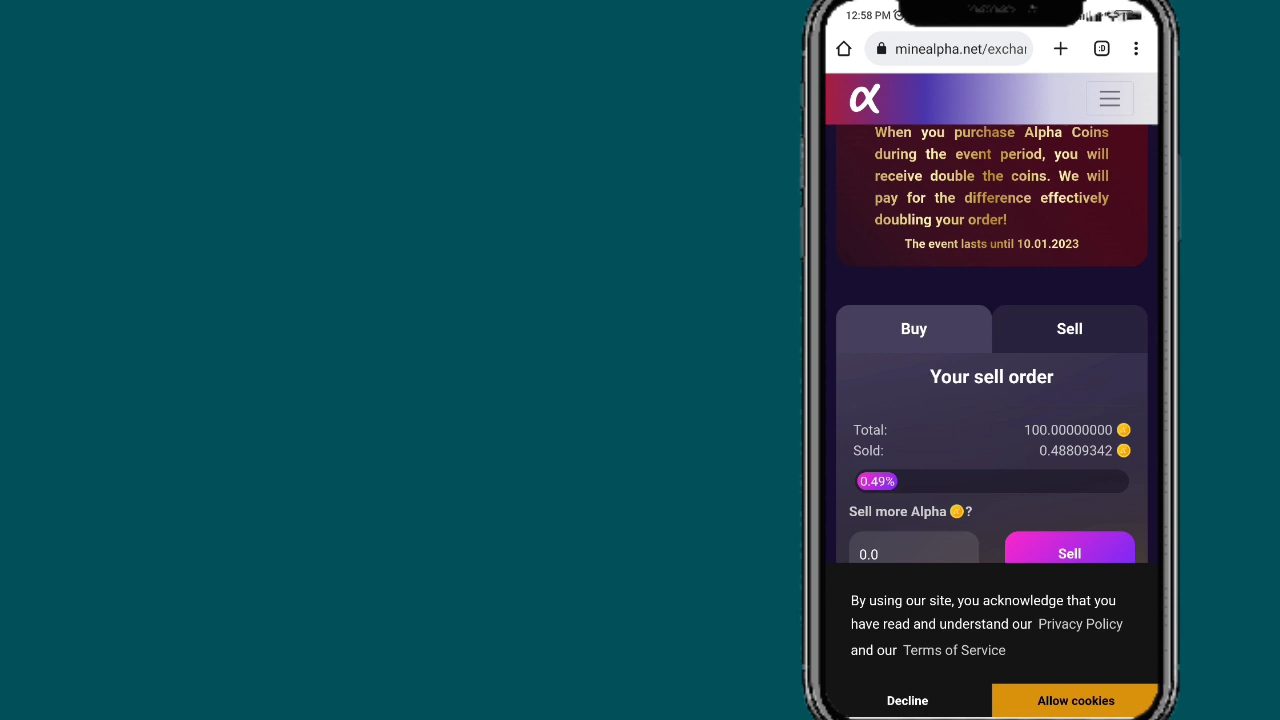 12:58 PM
minealpha.net/exchar
α
When you purchase Alpha Coins
during the event period, you will
receive double the coins. We will
pay for the difference effectively
doubling your order!
The event lasts until 10.01.2023
Buy Sell
Your sell order
Total: 100.00000000
Sold: 0.48809342
0.49%
Sell more Alpha ?
0.0 Sell
By using our site, you acknowledge that you
have read and understand our Privacy Policy
and our Terms of Service
Decline Allow cookies